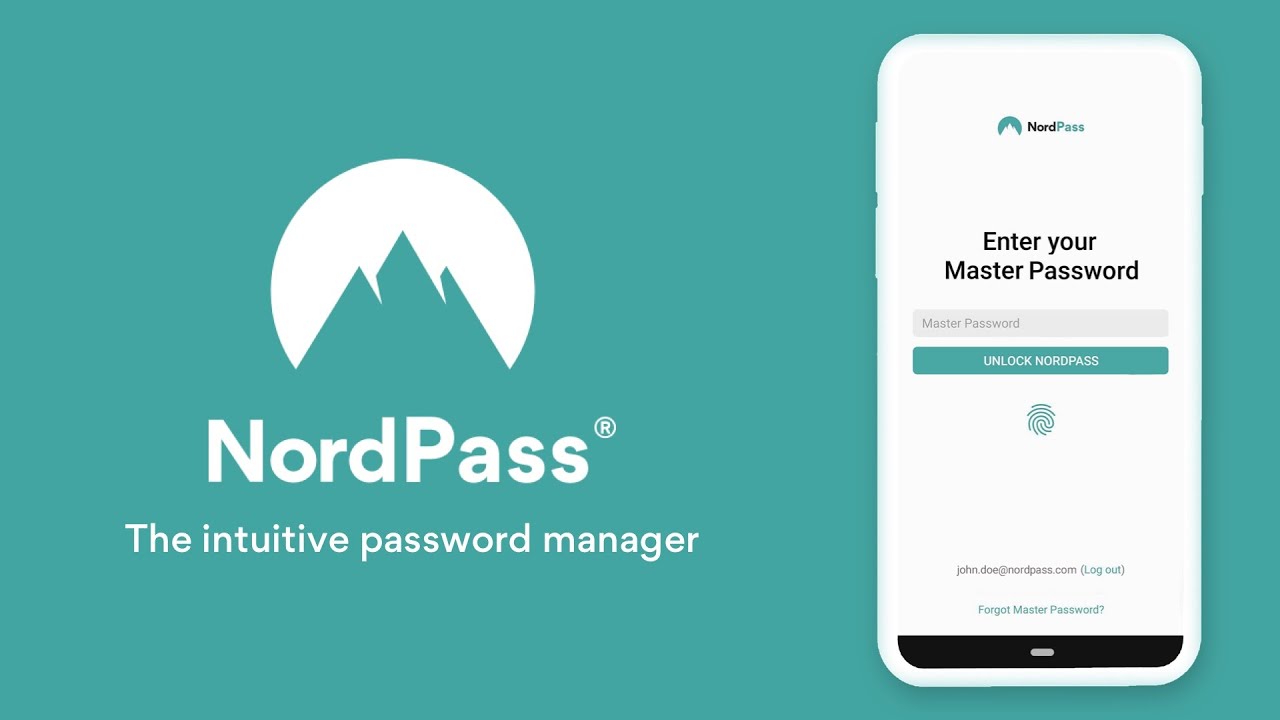 NordPass®
The intuitive password manager
NordPass
Enter your
Master Password
Master Password
UNLOCK NORDPASS
john.doe@nordpass.com (Log out)
Forgot Master Password?